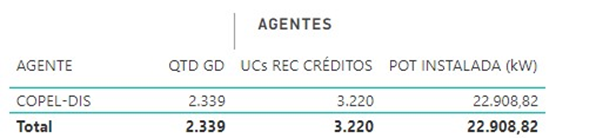 AGENTES
AGENTE QTD GD UCs REC CRÉDITOS POT INSTALADA (kW)
COPEL-DIS 2.339 3.220 22.908,82
Total 2.339 3.220 22.908,82